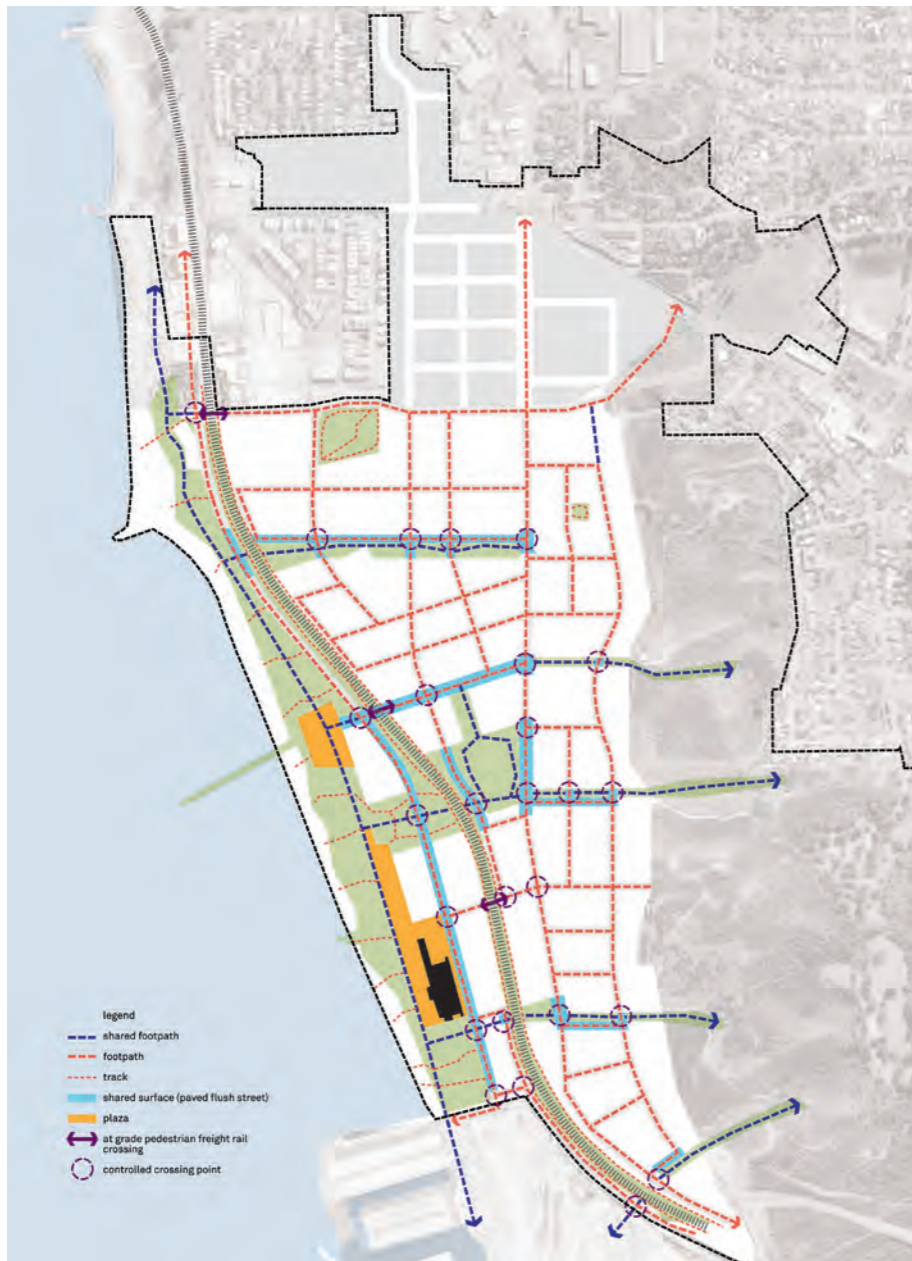 legend
shared footpath
footpath
track
shared surface (paved flush street)
plaza
at grade pedestrian freight rail
crossing
controlled crossing point